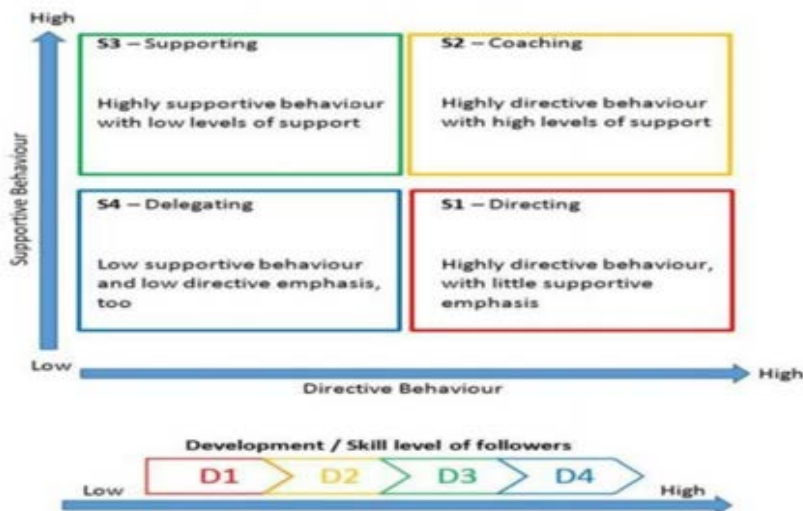 High
S3 – Supporting
Highly supportive behaviour
with low levels of support
S2 – Coaching
Highly directive behaviour
with high levels of support
Supportive Behaviour
S4 – Delegating
Low supportive behaviour
and low directive emphasis,
too
S1 – Directing
Highly directive behaviour,
with little supportive
emphasis
Low
High
Directive Behaviour
Development / Skill level of followers
Low
D1
D2
D3
D4
High